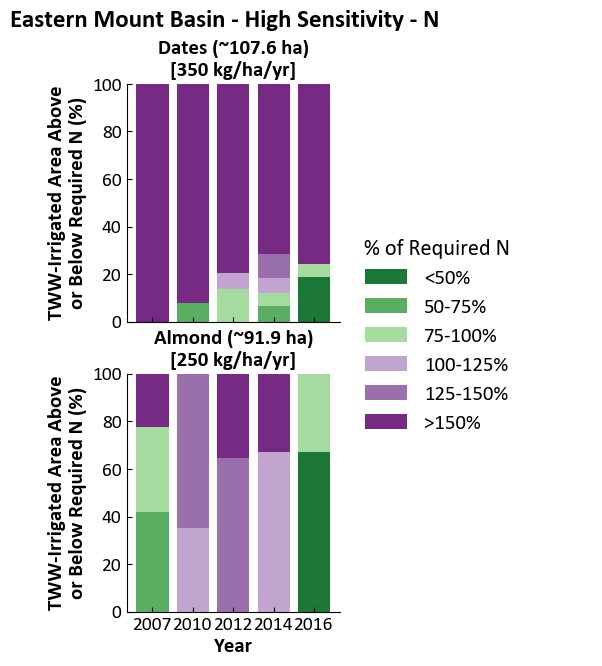 Eastern Mount Basin - High Sensitivity - N
Dates (~107.6 ha)
[350 kg/ha/yr]
TWW-Irrigated Area Above
or Below Required N (%)
100
80
60
40
20
0
% of Required N
<50%
50-75%
75-100%
100-125%
125-150%
>150%
Almond (~91.9 ha)
[250 kg/ha/yr]
TWW-Irrigated Area Above
or Below Required N (%)
100
80
60
40
20
0
2007 2010 2012 2014 2016
Year